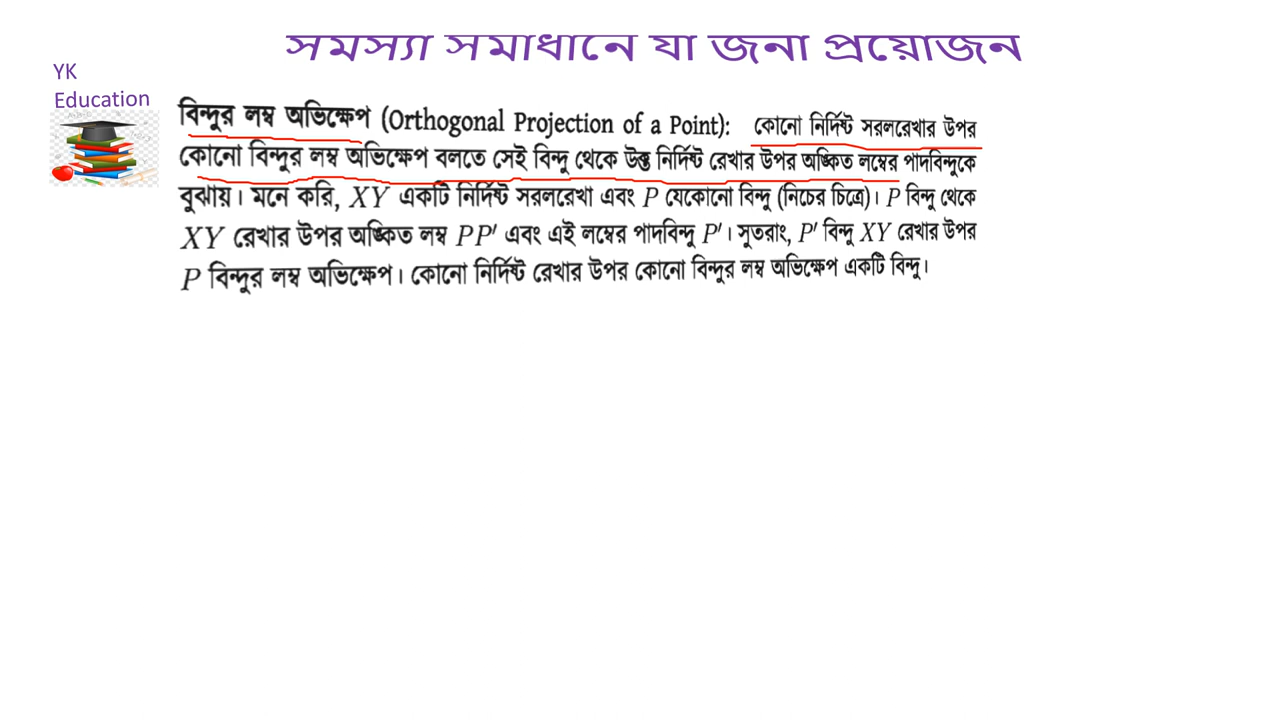 সমস্যা সমাধানে যা জনা প্রয়োজন
YK
Education
বিন্দুর লম্ব অভিক্ষেপ (Orthogonal Projection of a Point): কোনো নির্দিষ্ট সরলরেখার উপর
কোনো বিন্দুর লম্ব অভিক্ষেপ বলতে সেই বিন্দু থেকে উক্ত নির্দিষ্ট রেখার উপর অঙ্কিত লম্বের পাদবিন্দুকে
বুঝায়। মনে করি, XY একটি নির্দিষ্ট সরলরেখা এবং P যেকোনো বিন্দু (নিচের চিত্রে)। P বিন্দু থেকে
XY রেখার উপর অঙ্কিত লম্ব PP′ এবং এই লম্বের পাদবিন্দু P′। সুতরাং, P′ বিন্দু XY রেখার উপর
P বিন্দুর লম্ব অভিক্ষেপ। কোনো নির্দিষ্ট রেখার উপর কোনো বিন্দুর লম্ব অভিক্ষেপ একটি বিন্দু।